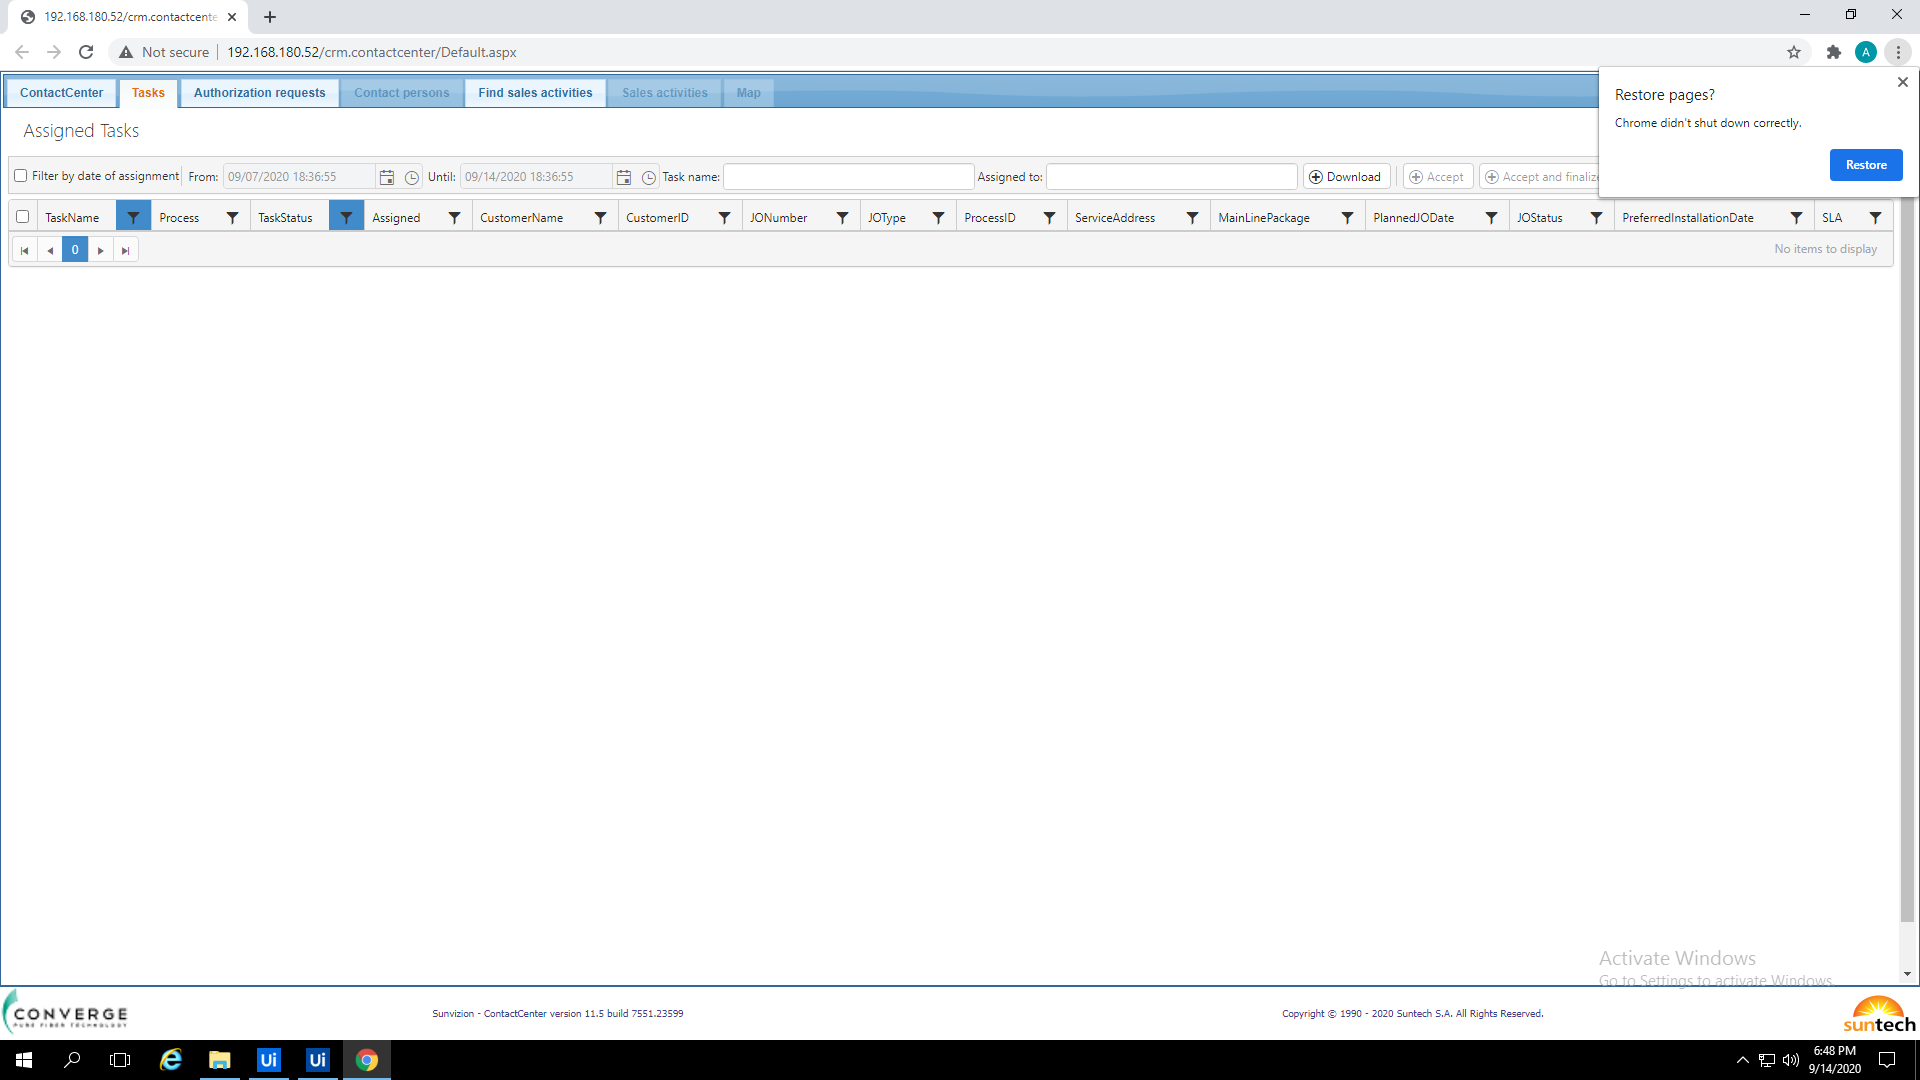 192.168.180.52/crm.contactcente
Not secure
192.168.180.52/crm.contactcenter/Default.aspx
A
ContactCenter
Tasks
Authorization requests
Contact persons
Find sales activities
Sales activities
Map
Restore pages?
Chrome didn't shut down correctly.
Restore
Assigned Tasks
Filter by date of assignment
From:
09/07/2020 18:36:55
Until:
09/14/2020 18:36:55
Task name:
Assigned to:
Download
Accept
Accept and finalize
TaskName
Process
TaskStatus
Assigned
CustomerName
CustomerID
JONumber
JOType
ProcessID
ServiceAddress
MainLinePackage
PlannedJODate
JOStatus
PreferredInstallationDate
SLA
0
No items to display
Activate Windows
Go to Settings to activate Windows.
CONVERGE
PURE FIBER TECHNOLOGY
Sunvizion - ContactCenter version 11.5 build 7551.23599
Copyright © 1990 - 2020 Suntech S.A. All Rights Reserved.
suntech
Ui
Ui
6:48 PM
9/14/2020